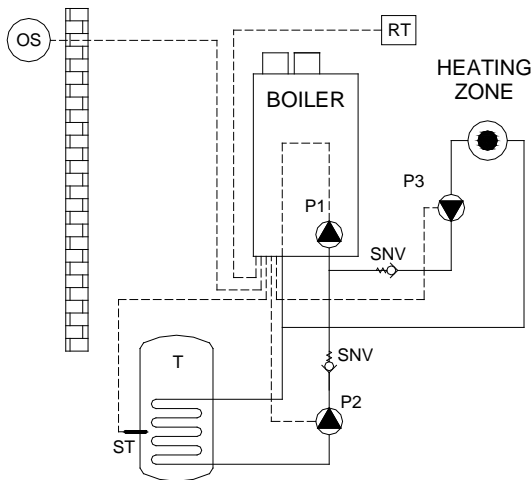 OS
RT
BOILER
HEATING
ZONE
P1
P3
SNV
SNV
T
P2
ST